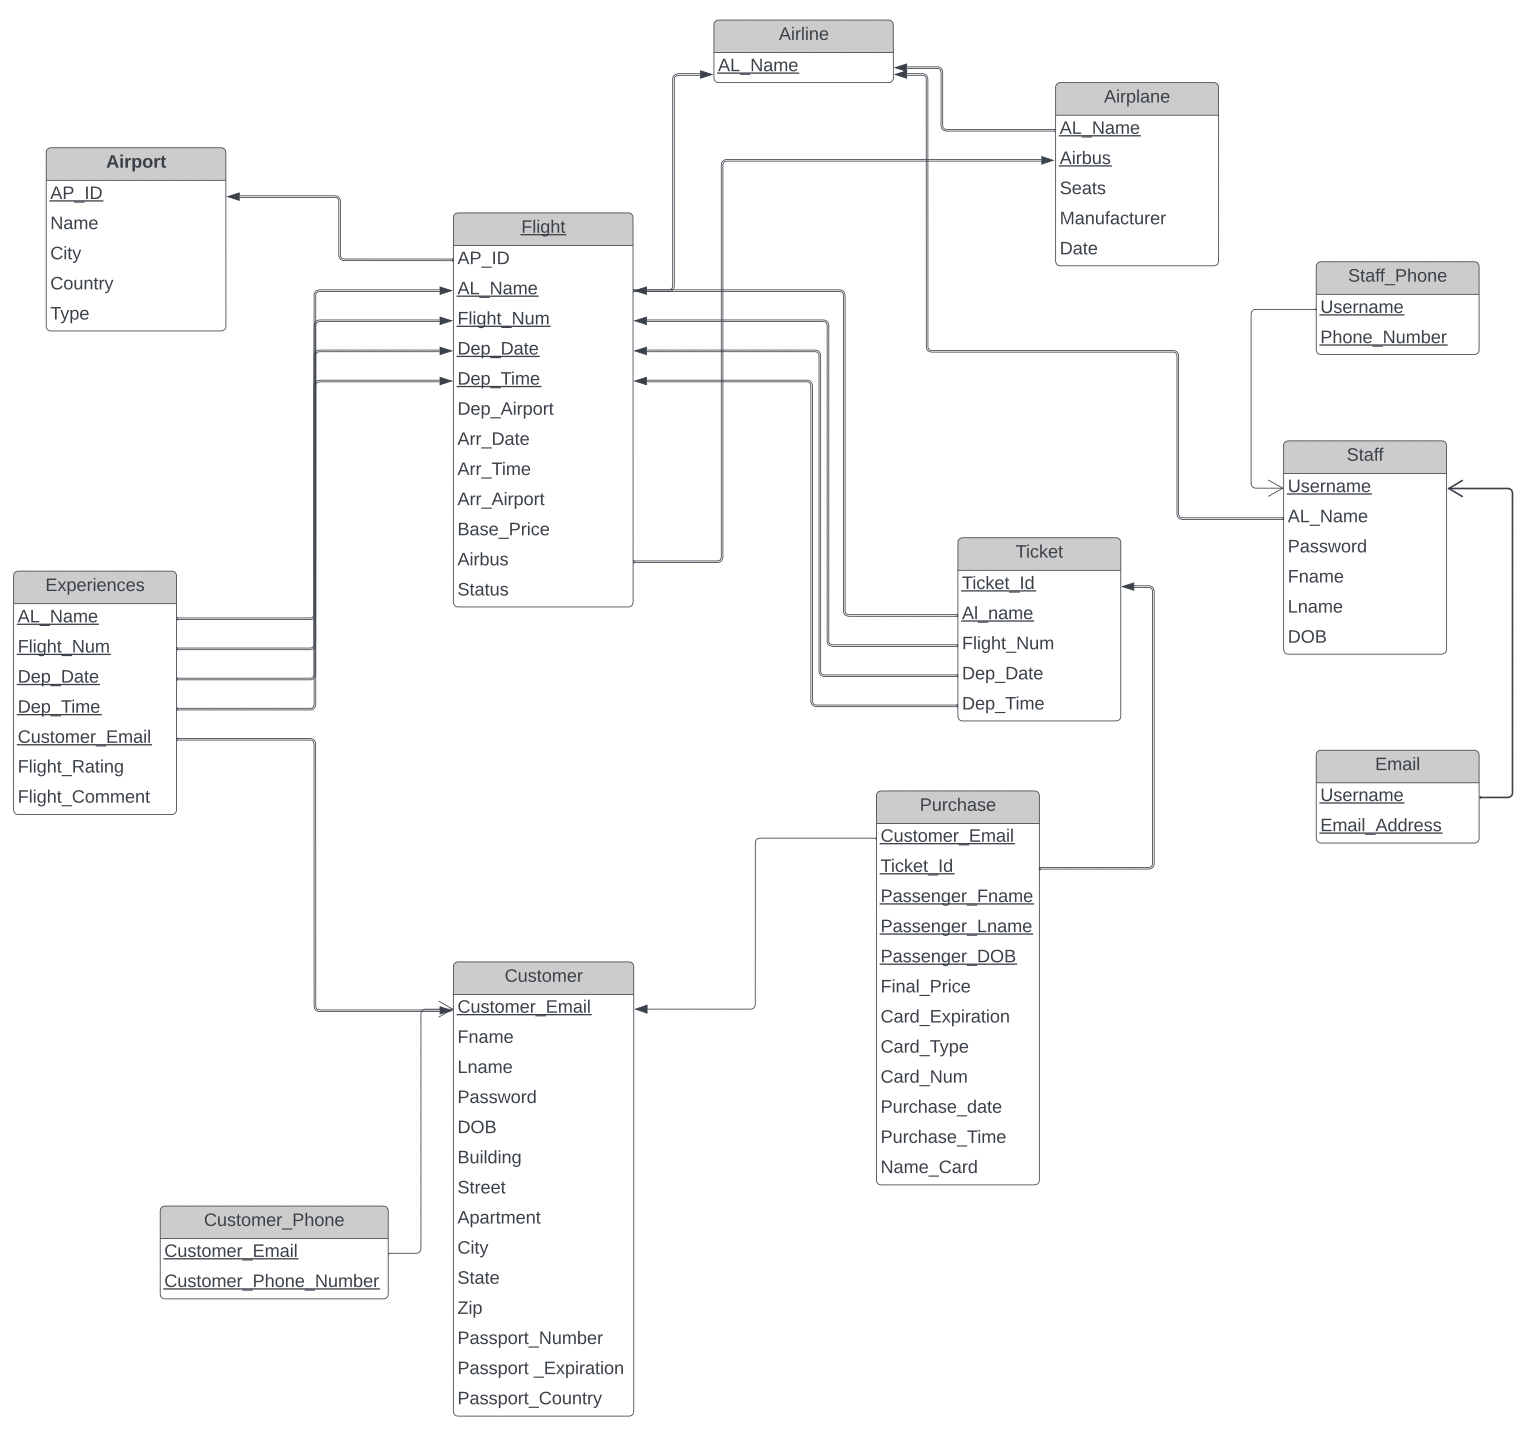 Airline
AL_Name
Airplane
AL_Name
Airbus
Seats
Manufacturer
Date
Airport
AP_ID
Name
City
Country
Type
Flight
AP_ID
AL_Name
Flight_Num
Dep_Date
Dep_Time
Dep_Airport
Arr_Date
Arr_Time
Arr_Airport
Base_Price
Airbus
Status
Staff_Phone
Username
Phone_Number
Staff
Username
AL_Name
Password
Fname
Lname
DOB
Ticket
Ticket_Id
Al_name
Flight_Num
Dep_Date
Dep_Time
Experiences
AL_Name
Flight_Num
Dep_Date
Dep_Time
Customer_Email
Flight_Rating
Flight_Comment
Email
Username
Email_Address
Purchase
Customer_Email
Ticket_Id
Passenger_Fname
Passenger_Lname
Passenger_DOB
Final_Price
Card_Expiration
Card_Type
Card_Num
Purchase_date
Purchase_Time
Name_Card
Customer
Customer_Email
Fname
Lname
Password
DOB
Building
Street
Apartment
City
State
Zip
Passport_Number
Passport _Expiration
Passport_Country
Customer_Phone
Customer_Email
Customer_Phone_Number